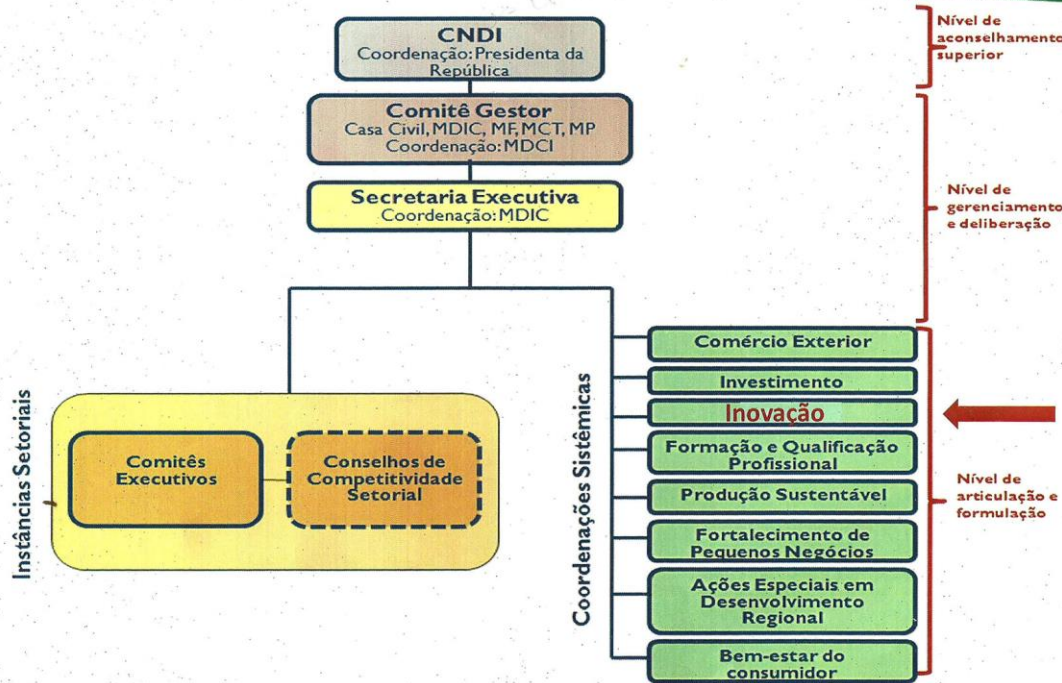 CNDI
Coordenação: Presidenta da
República
Nível de
aconselhamento
superior
Comitê Gestor
Casa Civil, MDIC, MF, MCT, MP
Coordenação: MDCI
Secretaria Executiva
Coordenação: MDIC
Nível de
gerenciamento
e deliberação
Instâncias Setoriais
Comitês
Executivos
Conselhos de
Competitividade
Setorial
Coordenações Sistêmicas
Comércio Exterior
Investimento
Inovação
Formação e Qualificação
Profissional
Produção Sustentável
Fortalecimento de
Pequenos Negócios
Ações Especiais em
Desenvolvimento
Regional
Bem-estar do
consumidor
Nível de
articulação e
formulação